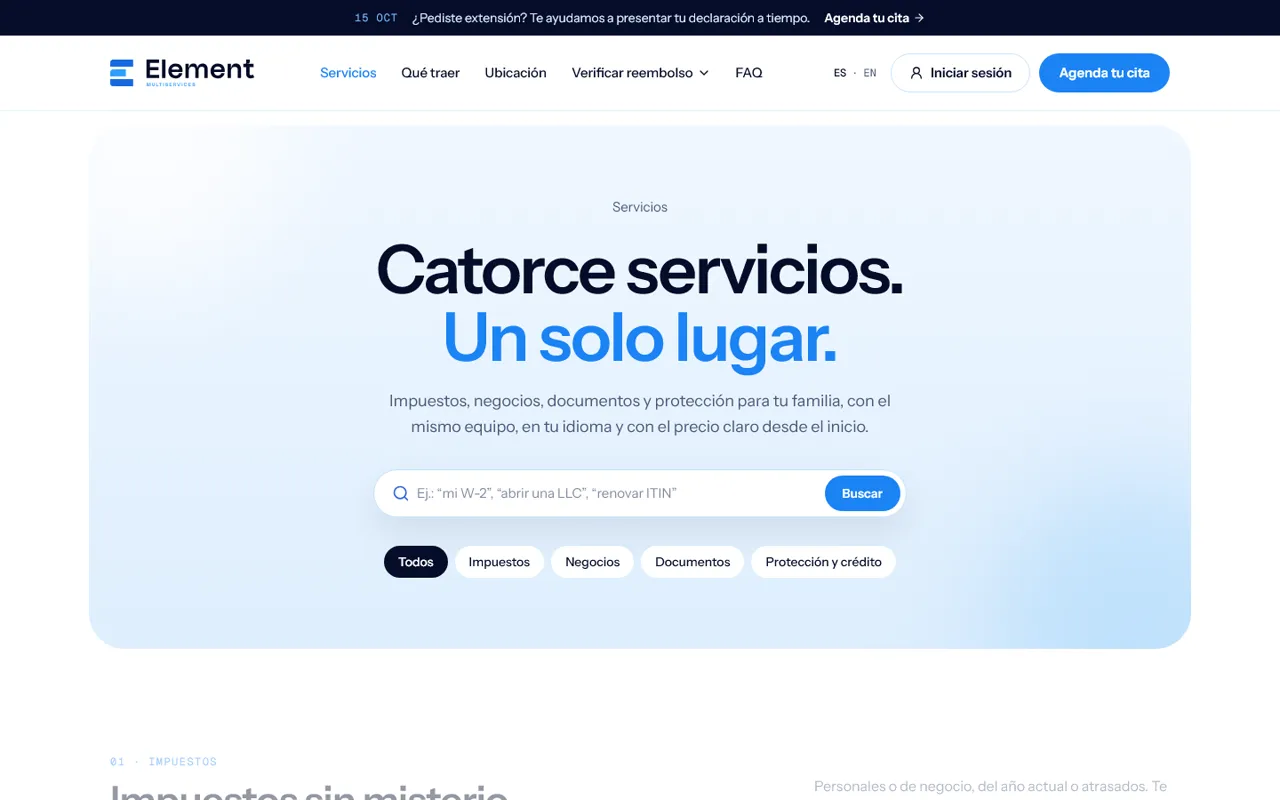 15 OCT ¿Pediste extensión? Te ayudamos a presentar tu declaración a tiempo. Agenda tu cita →
Element
MULTISERVICES
Servicios Qué traer Ubicación Verificar reembolso FAQ ES · EN Iniciar sesión Agenda tu cita
Servicios
Catorce servicios.
Un solo lugar.
Impuestos, negocios, documentos y protección para tu familia, con el
mismo equipo, en tu idioma y con el precio claro desde el inicio.
Ej.: “mi W-2”, “abrir una LLC”, “renovar ITIN” Buscar
Todos Impuestos Negocios Documentos Protección y crédito
01 · IMPUESTOS
Impuestos sin misterio
Personales o de negocio, del año actual o atrasados. Te